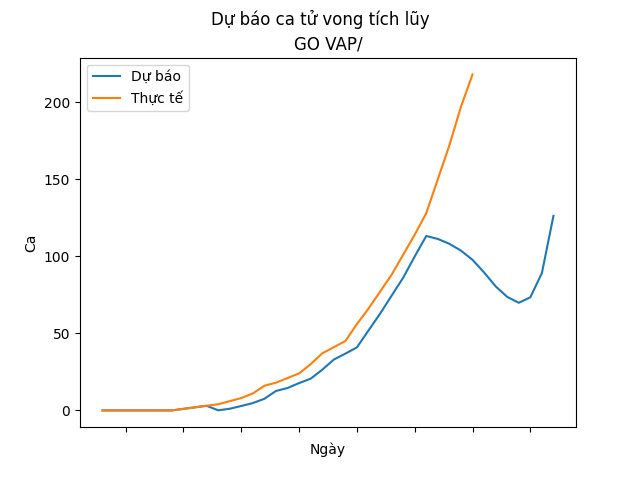 Dự báo ca tử vong tích lũy
GO VAP/
Dự báo
Thực tế
200
150
100
50
0
Ca
Ngày